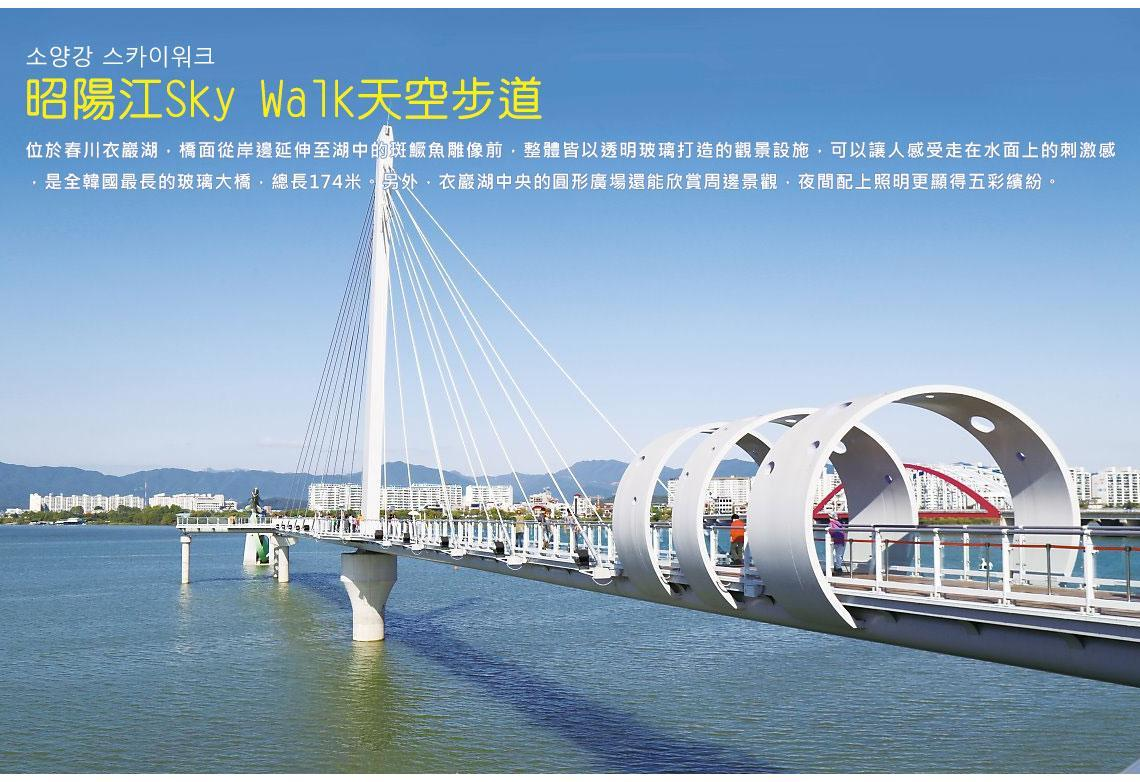 소양강 스카이워크
昭陽江Sky Walk天空步道
位於春川衣巖湖，橋面從岸邊延伸至湖中的斑鱖魚雕像前，整體皆以透明玻璃打造的觀景設施，可以讓人感受走在水面上的刺激感
，是全韓國最長的玻璃大橋，總長174米。另外，衣巖湖中央的圓形廣場還能欣賞周邊景觀，夜間配上照明更顯得五彩繽紛。